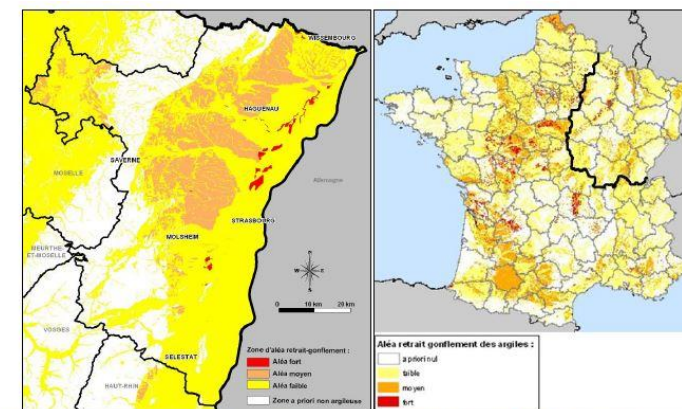 WISSEMBOURG
HAGUENAU
SAVERNE
MOSELLE
Allemagne
STRASBOURG
MOLSHEIM
MEURTHE-
ET-MOSELLE
N
W
E
S
0 10 km 20 km
VOSGES
SELESTAT
HAUT-RHIN
Zone d'aléa retrait-gonflement :
Aléa fort
Aléa moyen
Aléa faible
Zone a priori non argileuse
Aléa retrait gonflement des argiles :
a priori nul
faible
moyen
fort